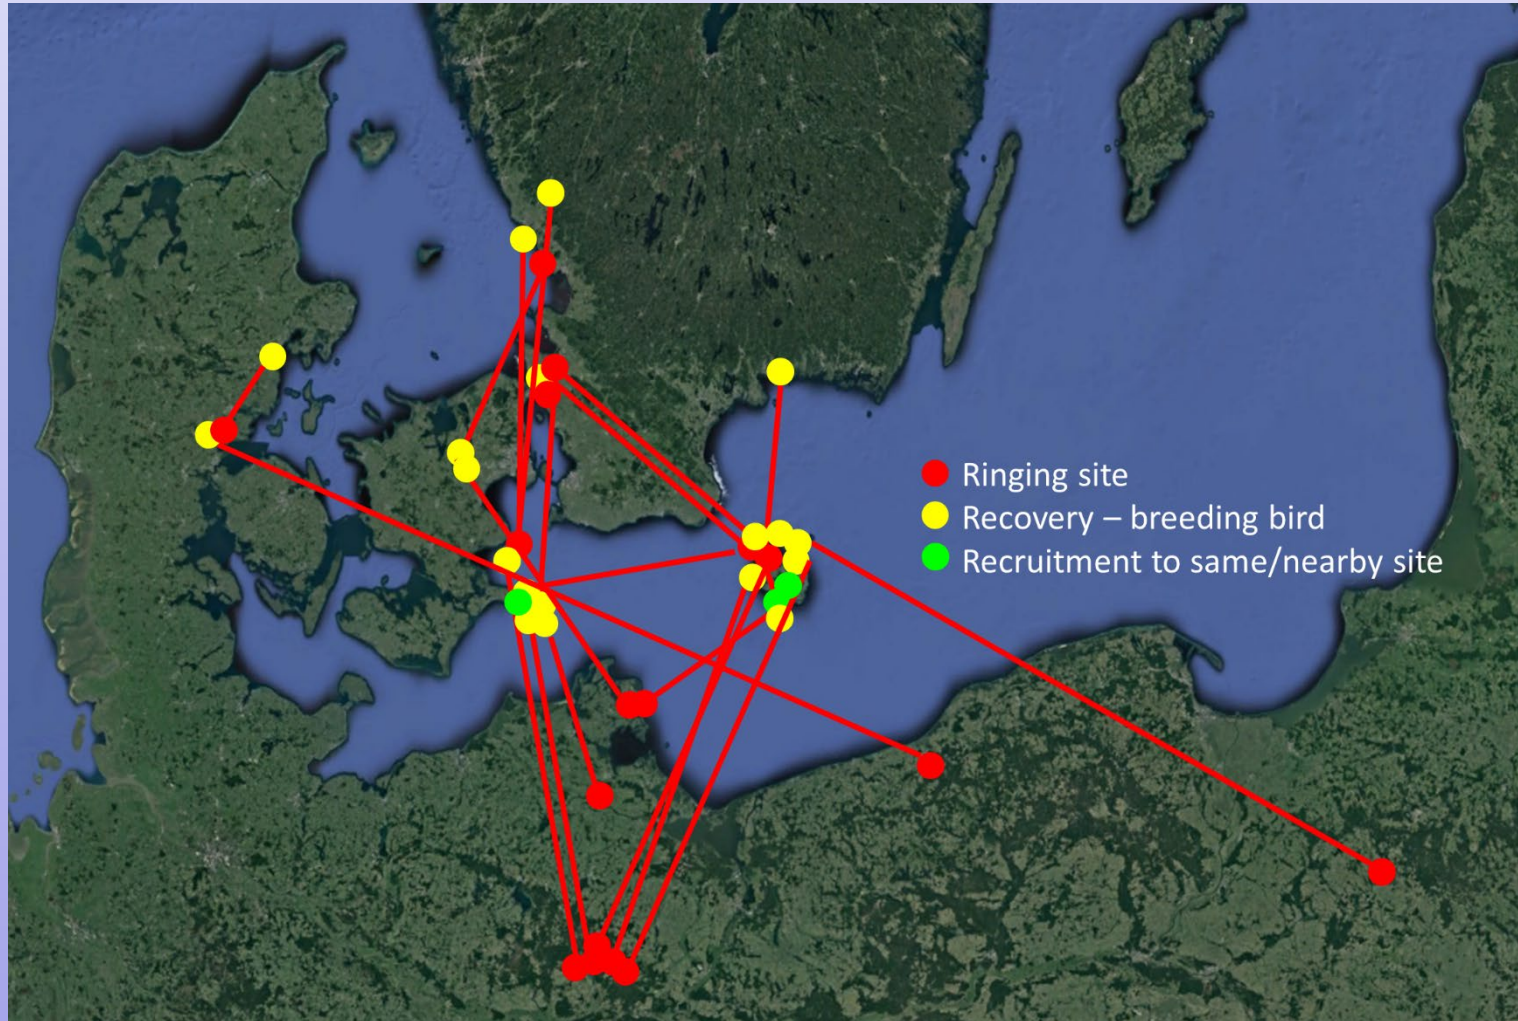 Ringing site
Recovery – breeding bird
Recruitment to same/nearby site